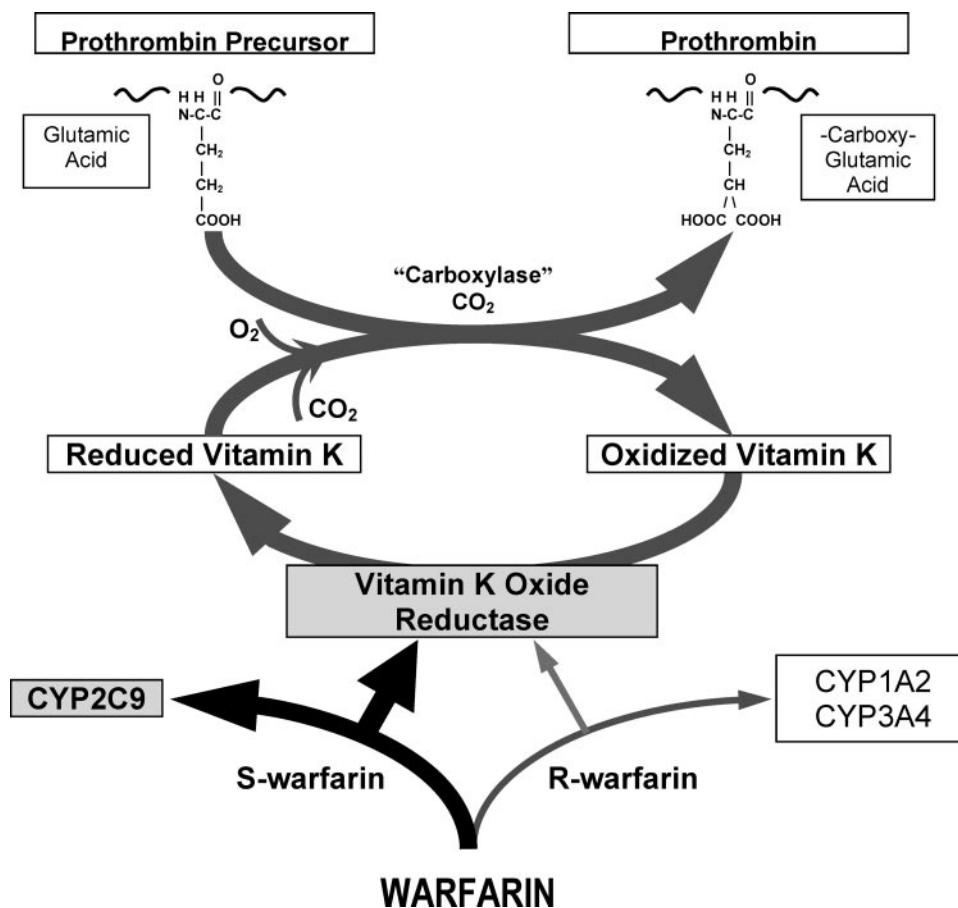 Prothrombin Precursor
Prothrombin
O
H H ||
N-C-C
CH₂
CH₂
COOH
Glutamic
Acid
O
H H ||
N-C-C
CH₂
CH
HOOC COOH
-Carboxy-
Glutamic
Acid
“Carboxylase”
CO₂
O₂
CO₂
Reduced Vitamin K
Oxidized Vitamin K
Vitamin K Oxide
Reductase
CYP2C9
CYP1A2
CYP3A4
S-warfarin
R-warfarin
WARFARIN